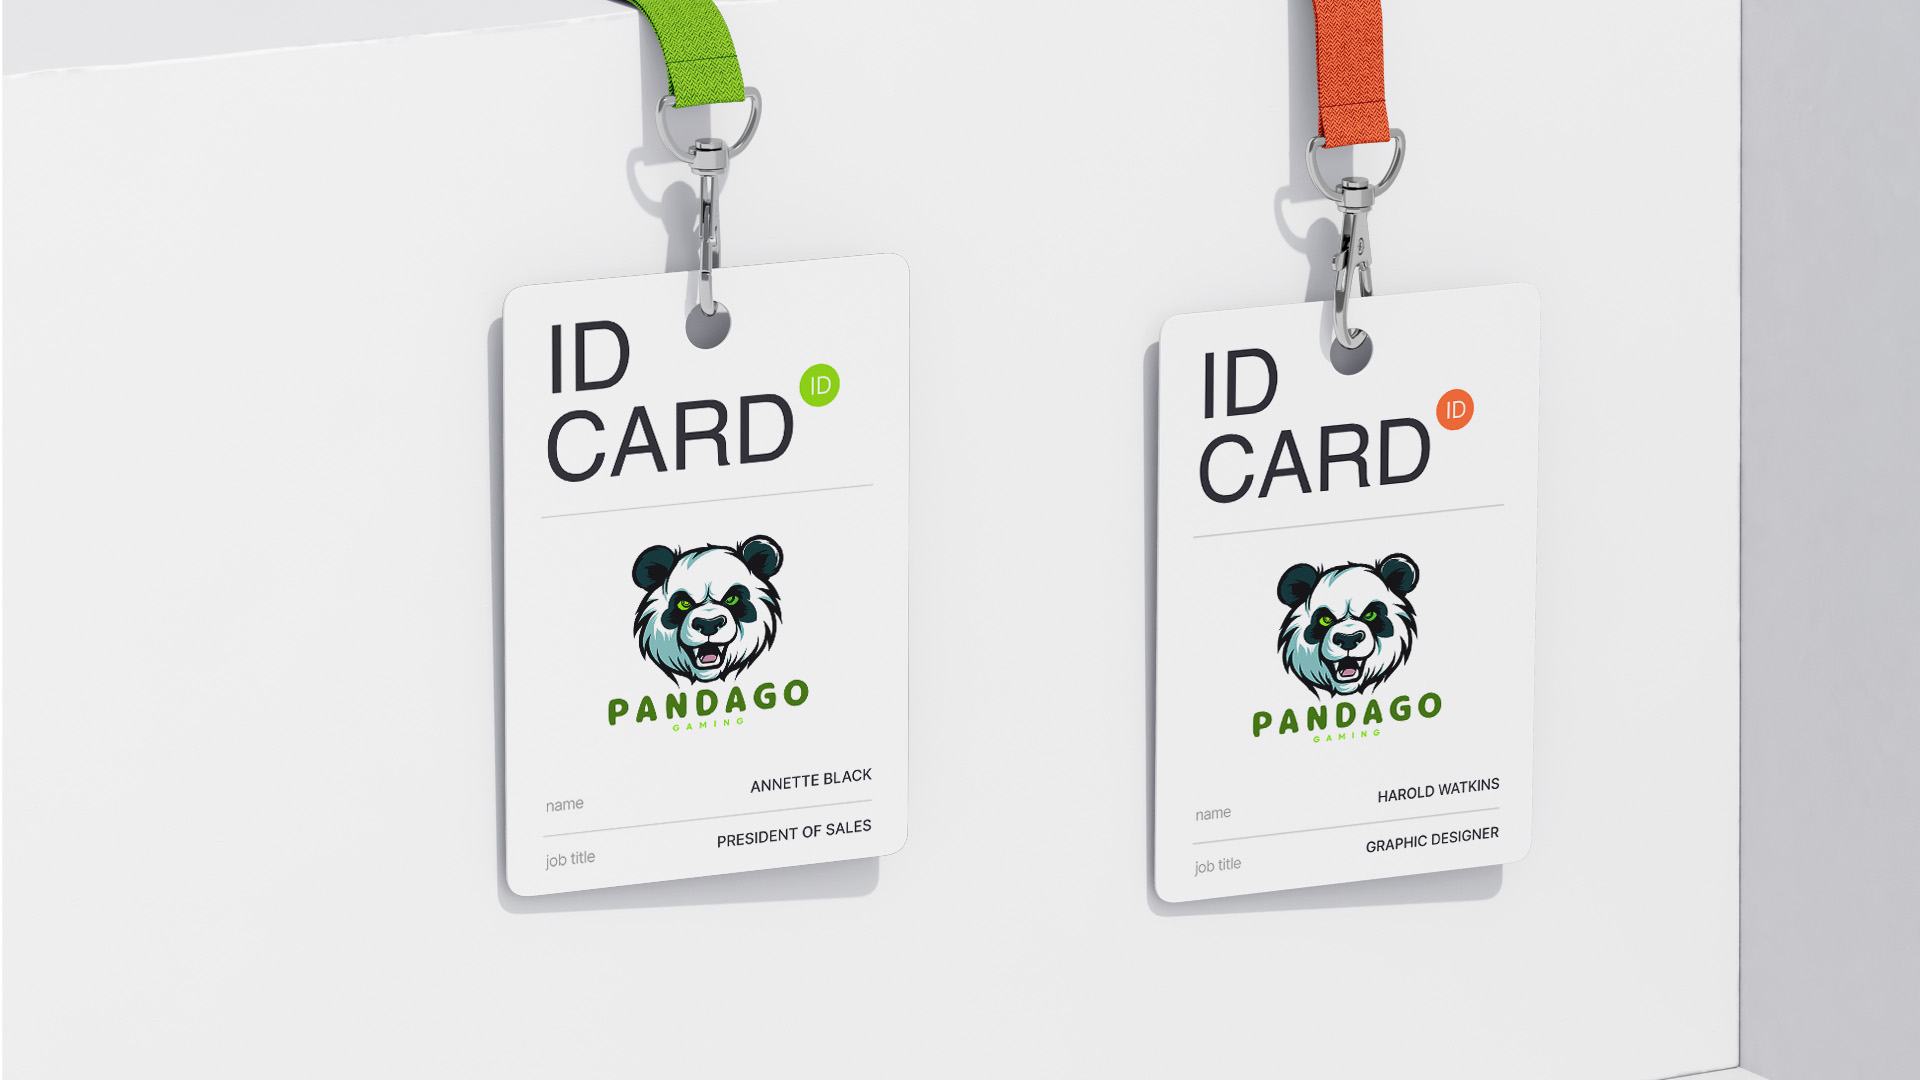 ID
CARD
ID
PANDAGO
GAMING
name
ANNETTE BLACK
job title
PRESIDENT OF SALES
ID
CARD
ID
PANDAGO
GAMING
name
HAROLD WATKINS
job title
GRAPHIC DESIGNER